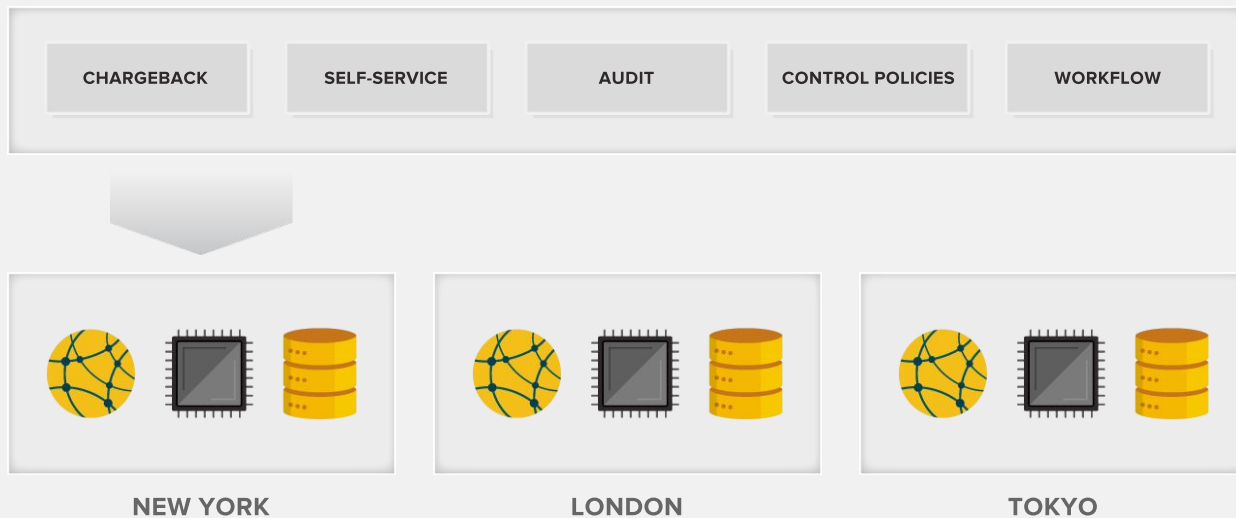 CHARGEBACK
SELF-SERVICE
AUDIT
CONTROL POLICIES
WORKFLOW
NEW YORK
LONDON
TOKYO